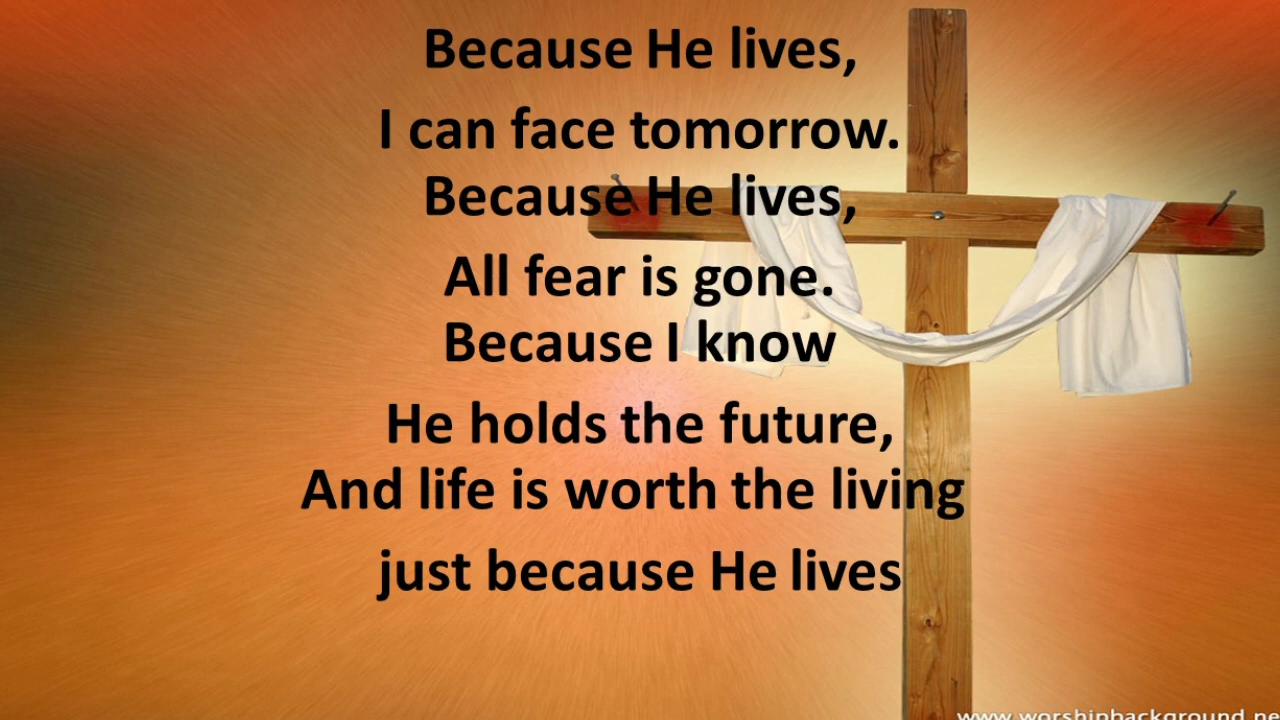 Because He lives,
I can face tomorrow.
Because He lives,
All fear is gone.
Because I know
He holds the future,
And life is worth the living
just because He lives
www.worshipbackground.ne